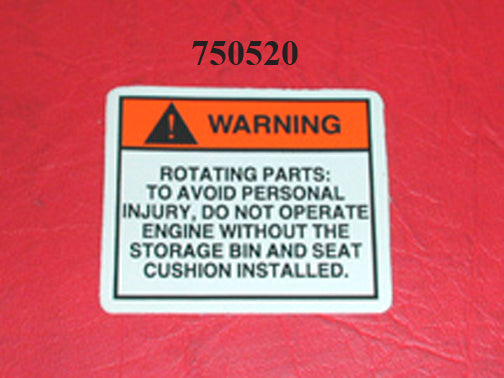 750520
WARNING
ROTATING PARTS:
TO AVOID PERSONAL
INJURY, DO NOT OPERATE
ENGINE WITHOUT THE
STORAGE BIN AND SEAT
CUSHION INSTALLED.